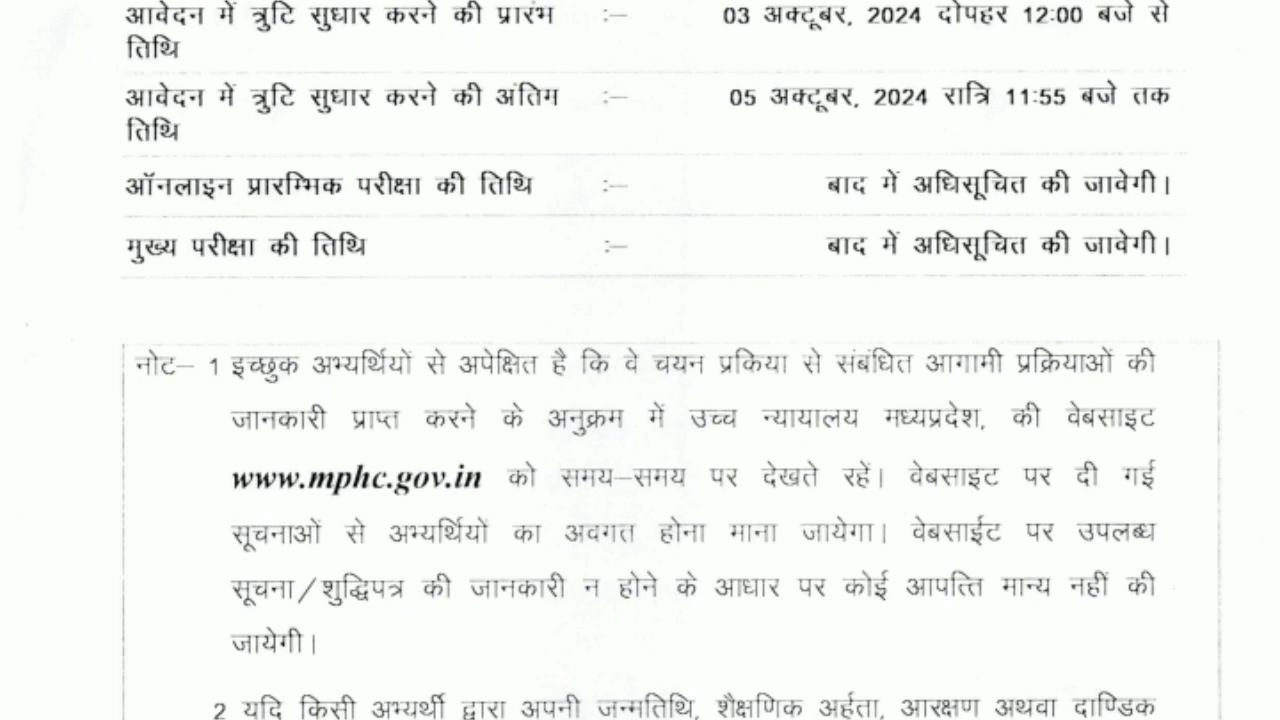 आवेदन में त्रुटि सुधार करने की प्रारंभ :— 03 अक्टूबर, 2024 दोपहर 12:00 बजे से
तिथि
आवेदन में त्रुटि सुधार करने की अंतिम :— 05 अक्टूबर, 2024 रात्रि 11:55 बजे तक
तिथि
ऑनलाइन प्रारम्भिक परीक्षा की तिथि :— बाद में अधिसूचित की जावेगी।
मुख्य परीक्षा की तिथि :— बाद में अधिसूचित की जावेगी।
नोट— 1 इच्छुक अभ्यर्थियों से अपेक्षित है कि वे चयन प्रकिया से संबंधित आगामी प्रक्रियाओं की
जानकारी प्राप्त करने के अनुक्रम में उच्च न्यायालय मध्यप्रदेश, की वेबसाइट
www.mphc.gov.in को समय—समय पर देखते रहें। वेबसाइट पर दी गई
सूचनाओं से अभ्यर्थियों का अवगत होना माना जायेगा। वेबसाईट पर उपलब्ध
सूचना/शुद्धिपत्र की जानकारी न होने के आधार पर कोई आपत्ति मान्य नहीं की
जायेगी।
2 यदि किसी अभ्यर्थी द्वारा अपनी जन्मतिथि, शैक्षणिक अर्हता, आरक्षण अथवा दाण्डिक